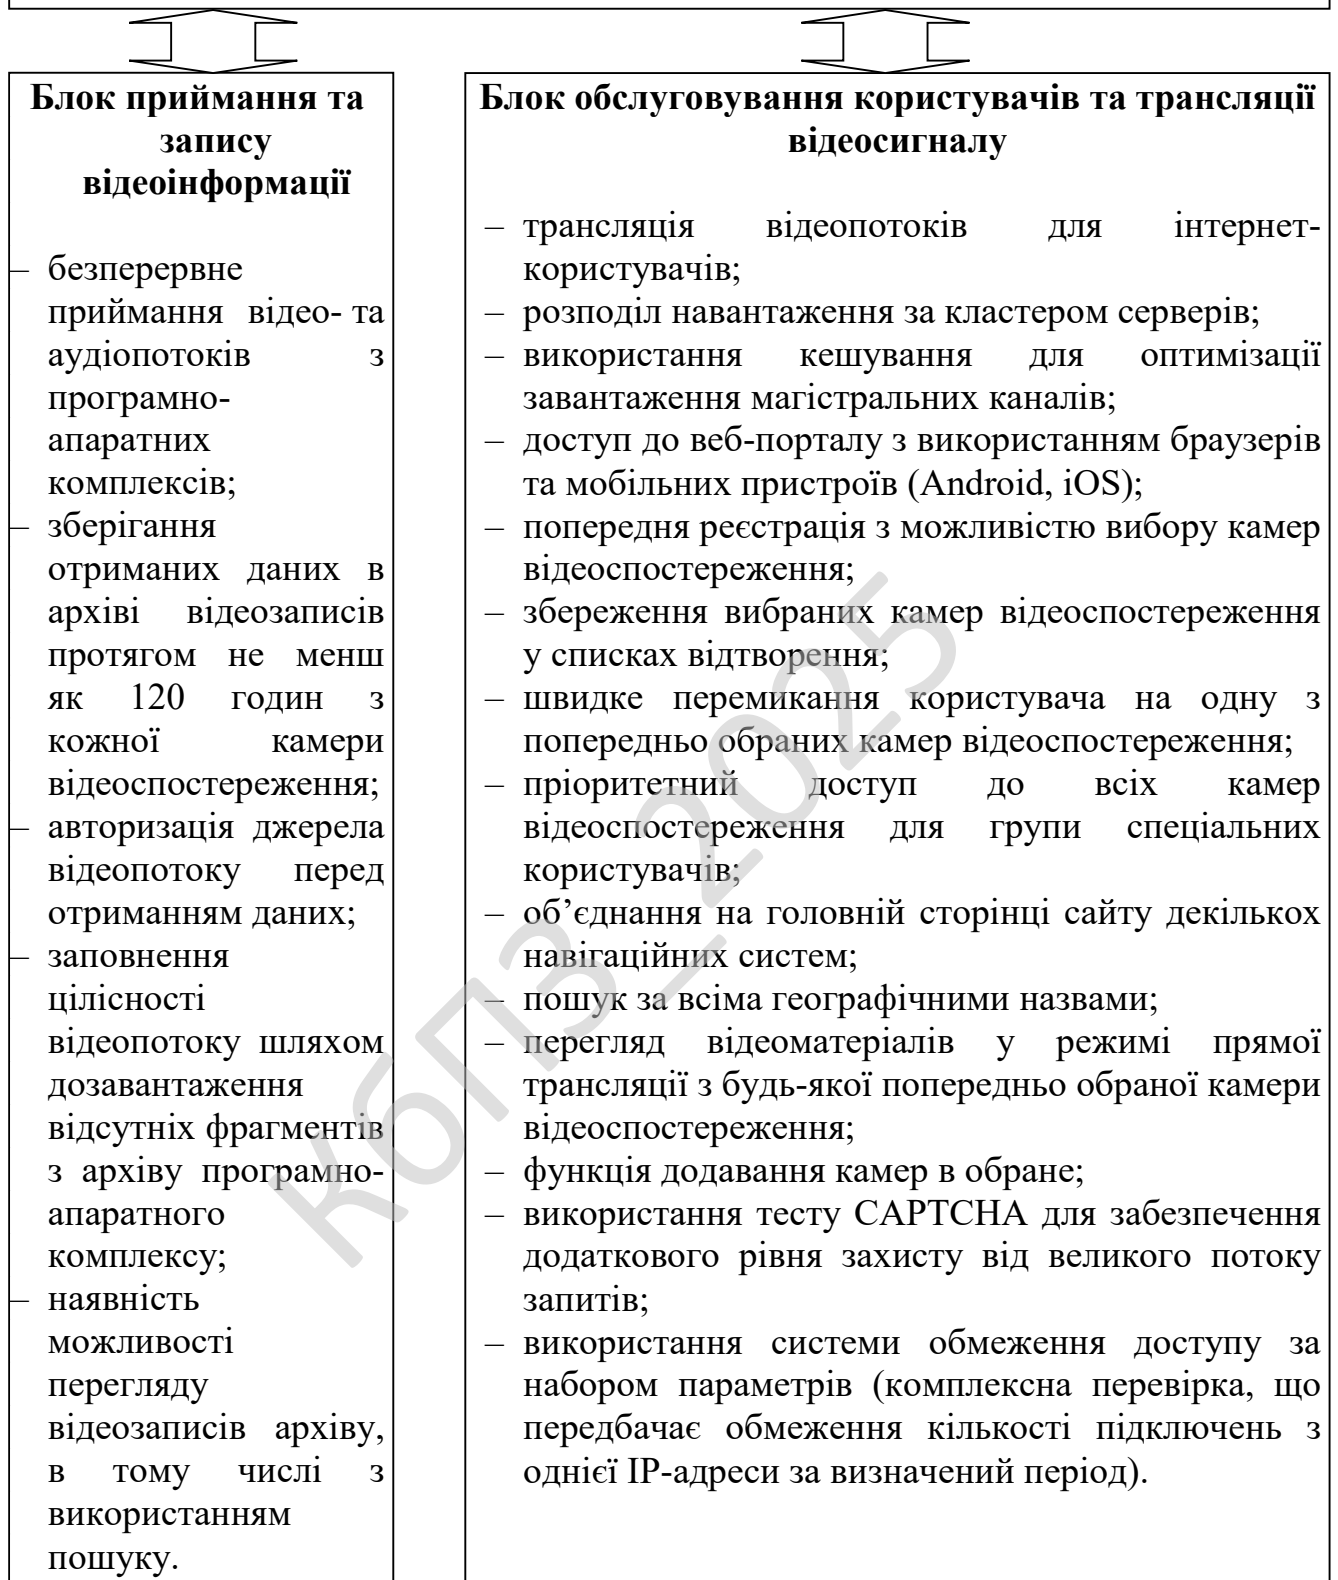 Блок приймання та
запису
відеоінформації
– безперервне
приймання відео- та
аудіопотоків з
програмно-
апаратних
комплексів;
– зберігання
отриманих даних в
архіві відеозаписів
протягом не менш
як 120 годин з
кожної камери
відеоспостереження;
– авторизація джерела
відеопотоку перед
отриманням даних;
– заповнення
цілісності
відеопотоку шляхом
дозавантаження
відсутніх фрагментів
з архіву програмно-
апаратного
комплексу;
– наявність
можливості
перегляду
відеозаписів архіву,
в тому числі з
використанням
пошуку.
Блок обслуговування користувачів та трансляції
відеосигналу
– трансляція відеопотоків для інтернет-
користувачів;
– розподіл навантаження за кластером серверів;
– використання кешування для оптимізації
завантаження магістральних каналів;
– доступ до веб-порталу з використанням браузерів
та мобільних пристроїв (Android, iOS);
– попередня реєстрація з можливістю вибору камер
відеоспостереження;
– збереження вибраних камер відеоспостереження
у списках відтворення;
– швидке перемикання користувача на одну з
попередньо обраних камер відеоспостереження;
– пріоритетний доступ до всіх камер
відеоспостереження для групи спеціальних
користувачів;
– об’єднання на головній сторінці сайту декількох
навігаційних систем;
– пошук за всіма географічними назвами;
– перегляд відеоматеріалів у режимі прямої
трансляції з будь-якої попередньо обраної камери
відеоспостереження;
– функція додавання камер в обране;
– використання тесту CAPTCHA для забезпечення
додаткового рівня захисту від великого потоку
запитів;
– використання системи обмеження доступу за
набором параметрів (комплексна перевірка, що
передбачає обмеження кількості підключень з
однієї IP-адреси за визначений період).
КбПЗ_2025